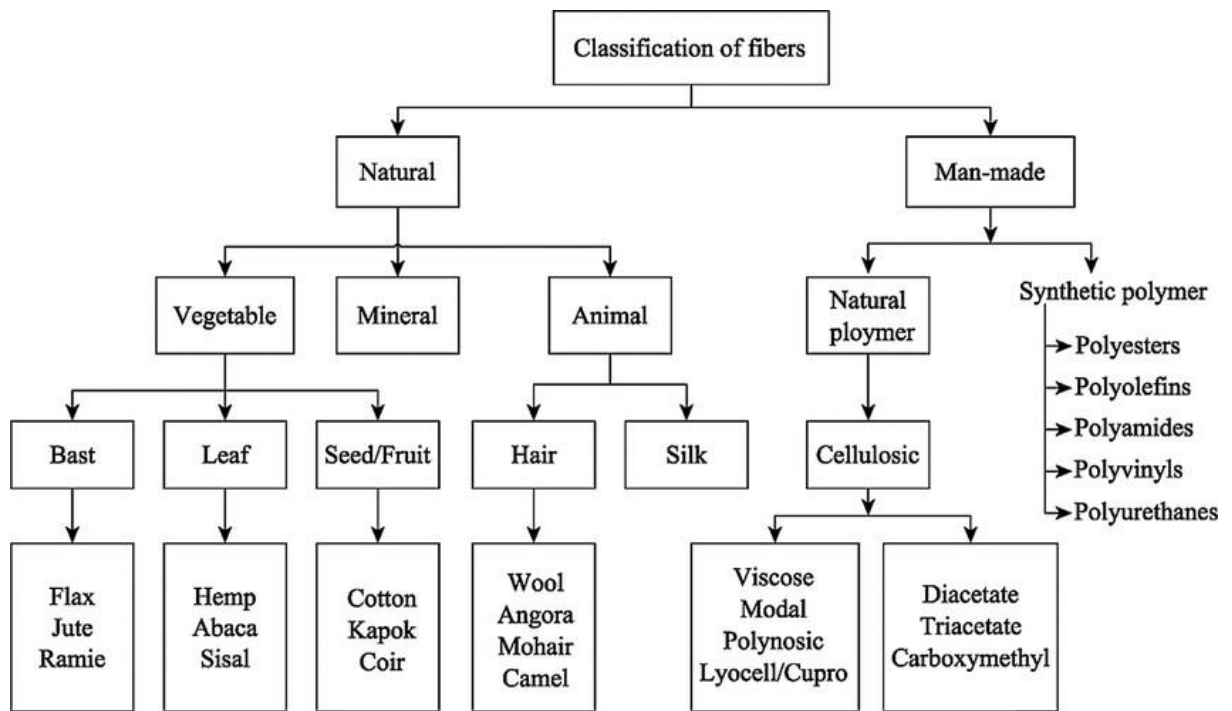 Classification of fibers
Natural
Man-made
Vegetable
Mineral
Animal
Natural
ploymer
Synthetic polymer
Polyesters
Polyolefins
Polyamides
Polyvinyls
Polyurethanes
Bast
Leaf
Seed/Fruit
Hair
Silk
Cellulosic
Flax
Jute
Ramie
Hemp
Abaca
Sisal
Cotton
Kapok
Coir
Wool
Angora
Mohair
Camel
Viscose
Modal
Polynosic
Lyocell/Cupro
Diacetate
Triacetate
Carboxymethyl